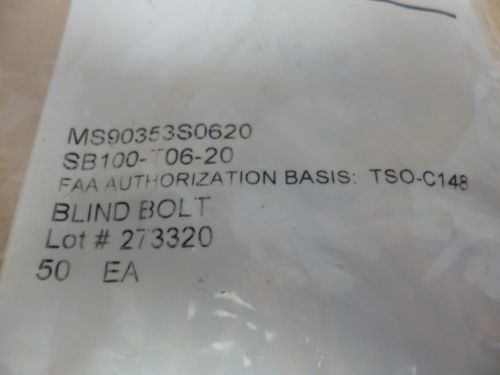 MS90353S0620
SB100-T06-20
FAA AUTHORIZATION BASIS: TSO-C148
BLIND BOLT
Lot # 273320
50 EA